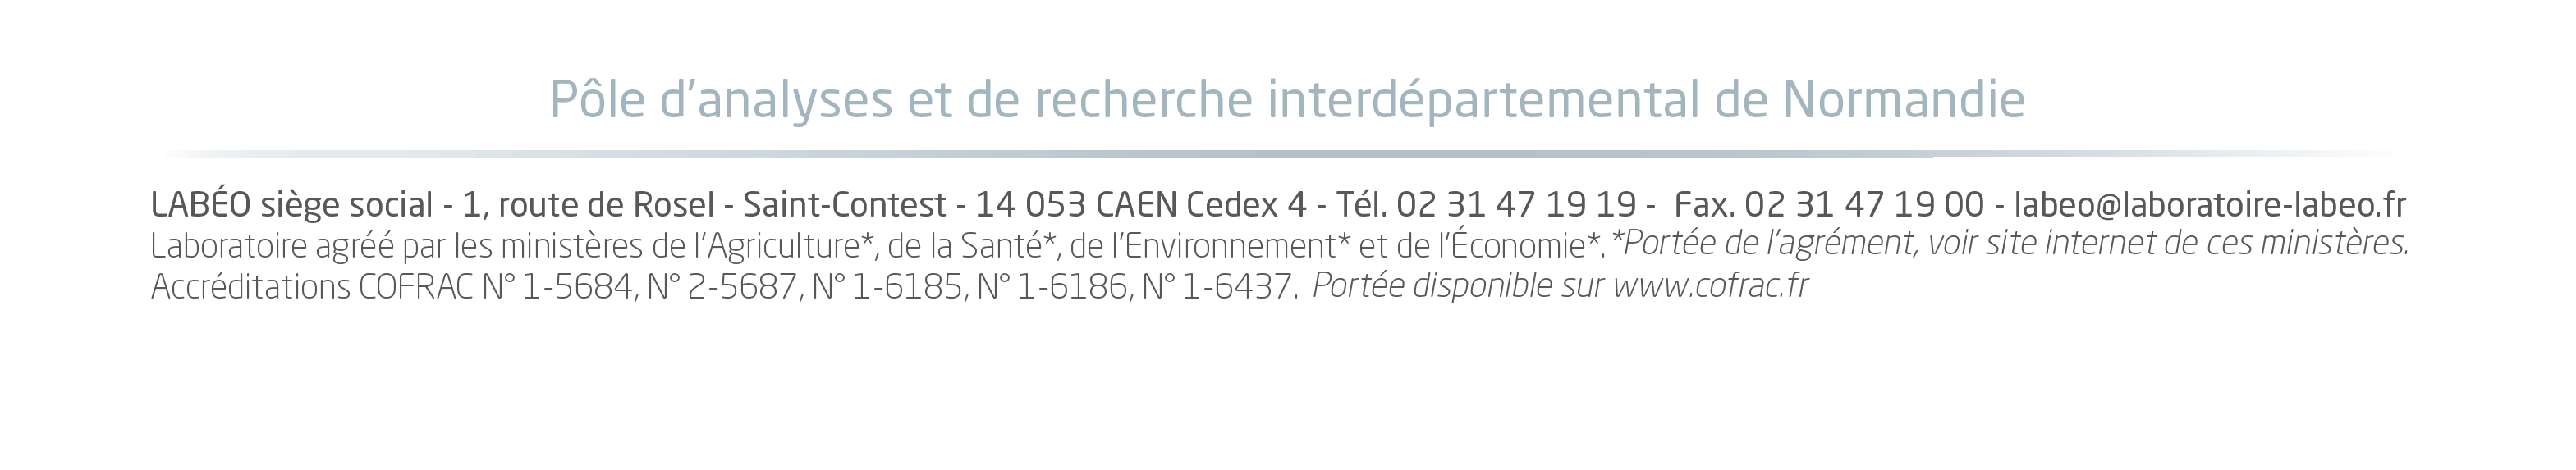 Pôle d'analyses et de recherche interdépartemental de Normandie
LABÉO siège social - 1, route de Rosel - Saint-Contest - 14 053 CAEN Cedex 4 - Tél. 02 31 47 19 19 - Fax. 02 31 47 19 00 - labeo@laboratoire-labeo.fr
Laboratoire agréé par les ministères de l'Agriculture*, de la Santé*, de l'Environnement* et de l'Économie*. *Portée de l'agrément, voir site internet de ces ministères.
Accréditations COFRAC N° 1-5684, N° 2-5687, N° 1-6185, N° 1-6186, N° 1-6437. Portée disponible sur www.cofrac.fr